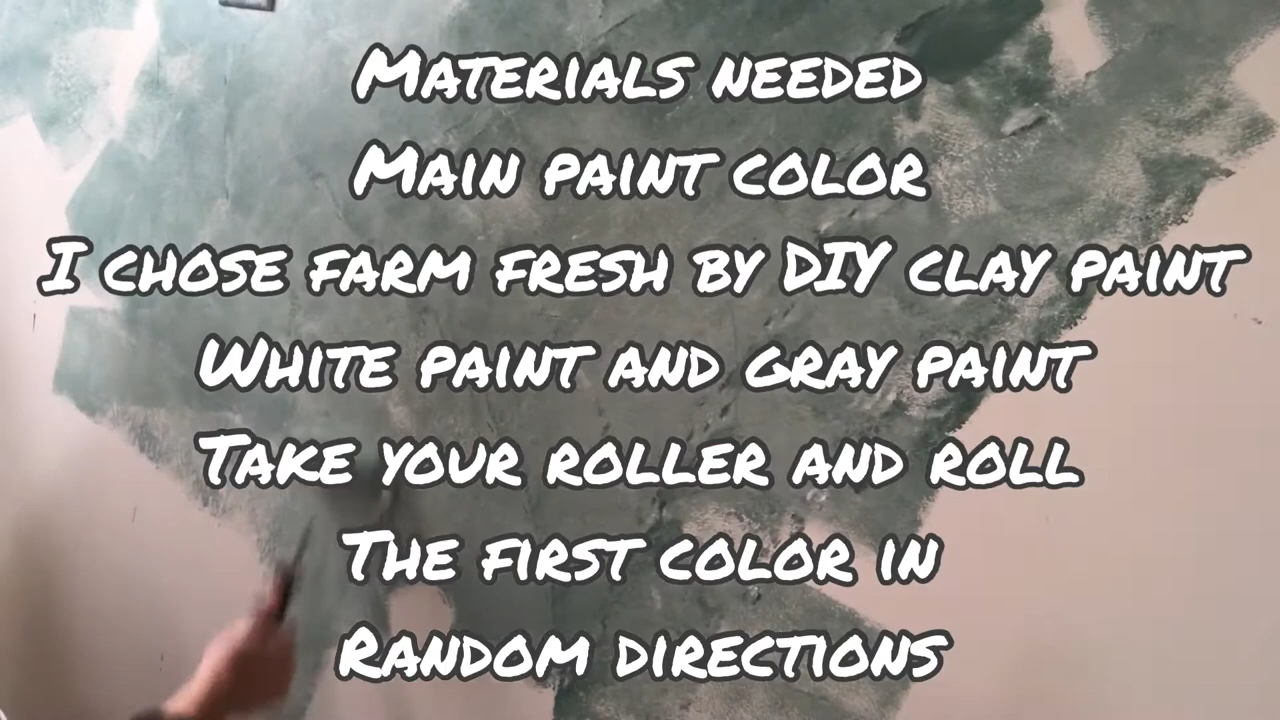 Materials needed
Main paint color
I chose farm fresh by DIY clay paint
White paint and gray paint
Take your roller and roll
The first color in
Random directions